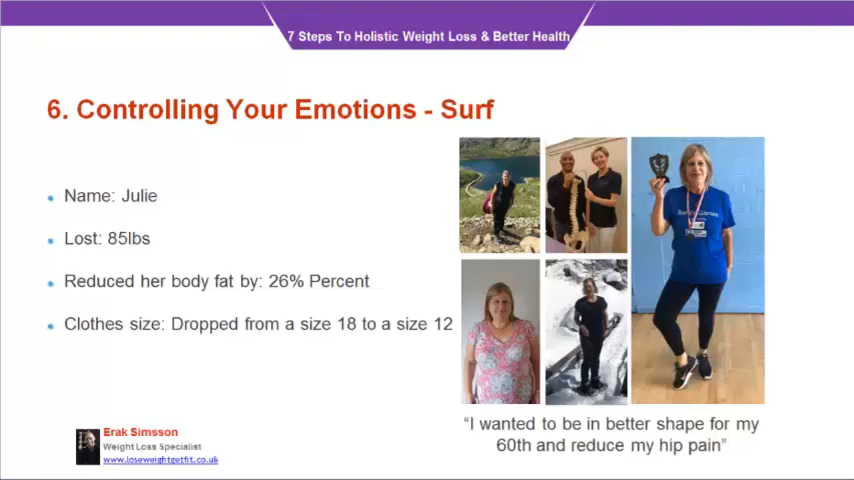 7 Steps To Holistic Weight Loss & Better Health
6. Controlling Your Emotions - Surf
Name: Julie
Lost: 85lbs
Reduced her body fat by: 26% Percent
Clothes size: Dropped from a size 18 to a size 12
“I wanted to be in better shape for my
60th and reduce my hip pain”
Erak Simsson
Weight Loss Specialist
www.loseweightgetfit.co.uk